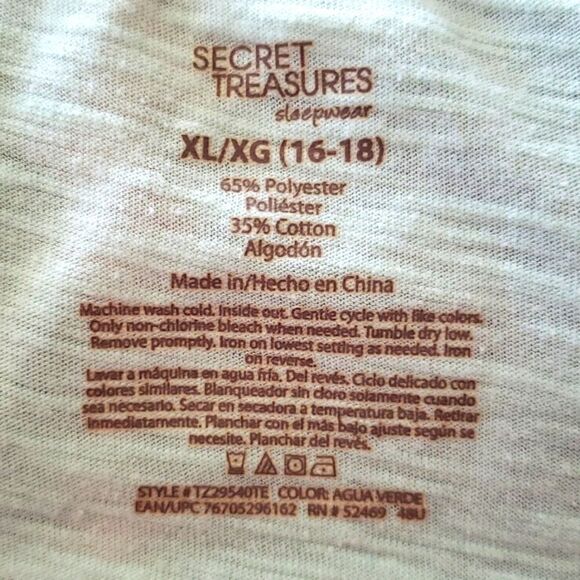 SECRET
TREASURES
sleepwear
XL/XG (16-18)
65% Polyester
Poliéster
35% Cotton
Algodón
Made in/Hecho en China
Machine wash cold. Inside out. Gentle cycle with like colors.
Only non-chlorine bleach when needed. Tumble dry low.
Remove promptly. Iron on lowest setting as needed. Iron
on reverse.
Lavar a máquina en agua fría. Del revés. Ciclo delicado con
colores similares. Blanqueador sin cloro solamente cuando
sea necesario. Secar en secadora a temperatura baja. Retirar
inmediatamente. Planchar con el más bajo ajuste según se
necesite. Planchar del revés.
STYLE # TZ29540TE COLOR: AGUA VERDE
EAN/UPC 76705296162 RN # 52469 48U